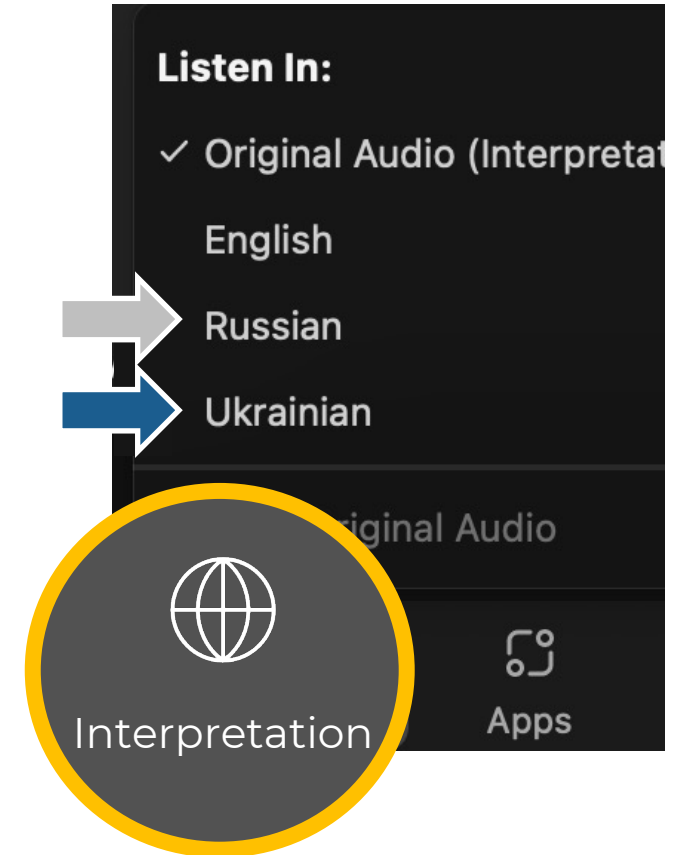 Listen In:
✓ Original Audio (Interpretat
English
Russian
Ukrainian
riginal Audio
Apps
Interpretation